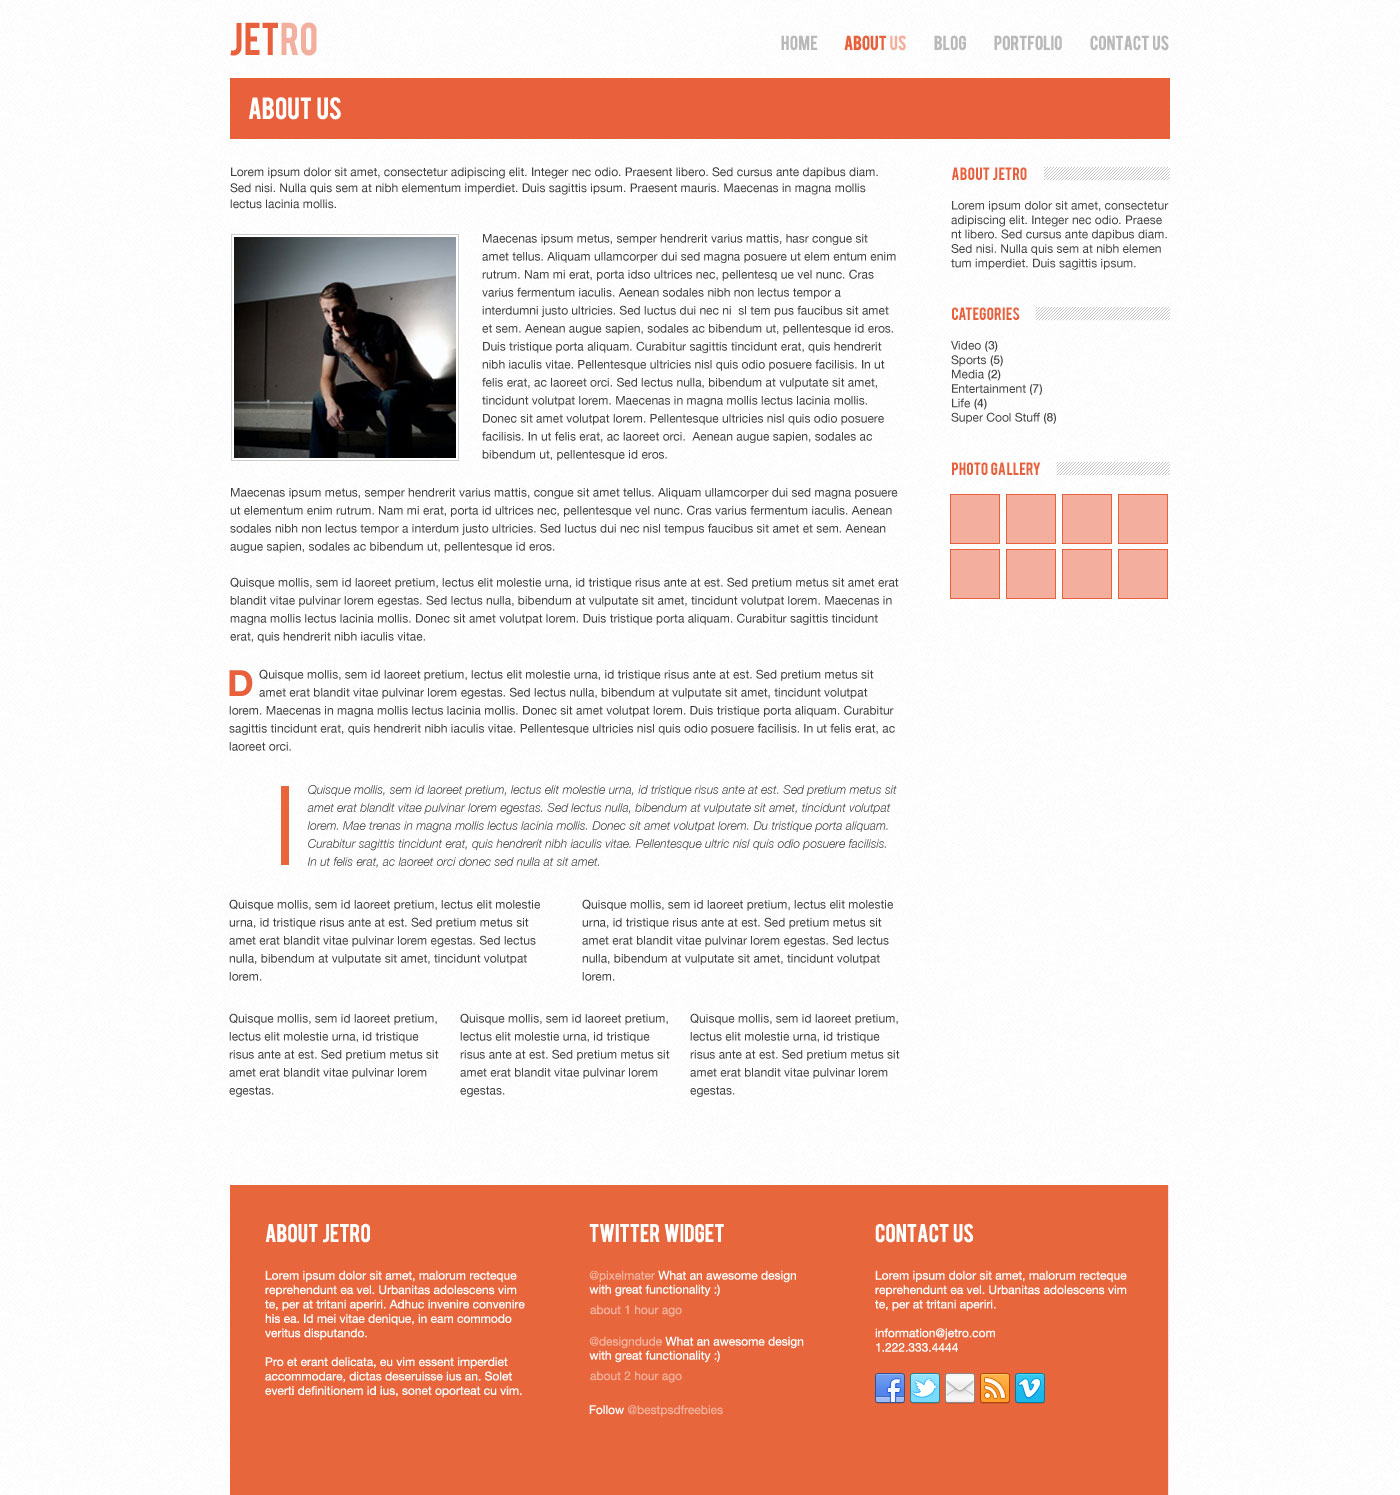 JETRO
HOME ABOUT US BLOG PORTFOLIO CONTACT US
ABOUT US
Lorem ipsum dolor sit amet, consectetur adipiscing elit. Integer nec odio. Praesent libero. Sed cursus ante dapibus diam.
Sed nisi. Nulla quis sem at nibh elementum imperdiet. Duis sagittis ipsum. Praesent mauris. Maecenas in magna mollis
lectus lacinia mollis.
Maecenas ipsum metus, semper hendrerit varius mattis, hasr congue sit
amet tellus. Aliquam ullamcorper dui sed magna posuere ut elem entum enim
rutrum. Nam mi erat, porta idso ultrices nec, pellentesq ue vel nunc. Cras
varius fermentum iaculis. Aenean sodales nibh non lectus tempor a
interdumni justo ultricies. Sed luctus dui nec ni  sl tem pus faucibus sit amet
et sem. Aenean augue sapien, sodales ac bibendum ut, pellentesque id eros.
Duis tristique porta aliquam. Curabitur sagittis tincidunt erat, quis hendrerit
nibh iaculis vitae. Pellentesque ultricies nisl quis odio posuere facilisis. In ut
felis erat, ac laoreet orci. Sed lectus nulla, bibendum at vulputate sit amet,
tincidunt volutpat lorem. Maecenas in magna mollis lectus lacinia mollis.
Donec sit amet volutpat lorem. Pellentesque ultricies nisl quis odio posuere
facilisis. In ut felis erat, ac laoreet orci.  Aenean augue sapien, sodales ac
bibendum ut, pellentesque id eros.
Maecenas ipsum metus, semper hendrerit varius mattis, congue sit amet tellus. Aliquam ullamcorper dui sed magna posuere
ut elementum enim rutrum. Nam mi erat, porta id ultrices nec, pellentesque vel nunc. Cras varius fermentum iaculis. Aenean
sodales nibh non lectus tempor a interdum justo ultricies. Sed luctus dui nec nisl tempus faucibus sit amet et sem. Aenean
augue sapien, sodales ac bibendum ut, pellentesque id eros.
Quisque mollis, sem id laoreet pretium, lectus elit molestie urna, id tristique risus ante at est. Sed pretium metus sit amet erat
blandit vitae pulvinar lorem egestas. Sed lectus nulla, bibendum at vulputate sit amet, tincidunt volutpat lorem. Maecenas in
magna mollis lectus lacinia mollis. Donec sit amet volutpat lorem. Duis tristique porta aliquam. Curabitur sagittis tincidunt
erat, quis hendrerit nibh iaculis vitae.
D Quisque mollis, sem id laoreet pretium, lectus elit molestie urna, id tristique risus ante at est. Sed pretium metus sit
amet erat blandit vitae pulvinar lorem egestas. Sed lectus nulla, bibendum at vulputate sit amet, tincidunt volutpat
lorem. Maecenas in magna mollis lectus lacinia mollis. Donec sit amet volutpat lorem. Duis tristique porta aliquam. Curabitur
sagittis tincidunt erat, quis hendrerit nibh iaculis vitae. Pellentesque ultricies nisl quis odio posuere facilisis. In ut felis erat, ac
laoreet orci.
Quisque mollis, sem id laoreet pretium, lectus elit molestie urna, id tristique risus ante at est. Sed pretium metus sit
amet erat blandit vitae pulvinar lorem egestas. Sed lectus nulla, bibendum at vulputate sit amet, tincidunt volutpat
lorem. Mae trenas in magna mollis lectus lacinia mollis. Donec sit amet volutpat lorem. Du tristique porta aliquam.
Curabitur sagittis tincidunt erat, quis hendrerit nibh iaculis vitae. Pellentesque ultric nisl quis odio posuere facilisis.
In ut felis erat, ac laoreet orci donec sed nulla at sit amet.
Quisque mollis, sem id laoreet pretium, lectus elit molestie
urna, id tristique risus ante at est. Sed pretium metus sit
amet erat blandit vitae pulvinar lorem egestas. Sed lectus
nulla, bibendum at vulputate sit amet, tincidunt volutpat
lorem.
Quisque mollis, sem id laoreet pretium, lectus elit molestie
urna, id tristique risus ante at est. Sed pretium metus sit
amet erat blandit vitae pulvinar lorem egestas. Sed lectus
nulla, bibendum at vulputate sit amet, tincidunt volutpat
lorem.
Quisque mollis, sem id laoreet pretium,
lectus elit molestie urna, id tristique
risus ante at est. Sed pretium metus sit
amet erat blandit vitae pulvinar lorem
egestas.
Quisque mollis, sem id laoreet pretium,
lectus elit molestie urna, id tristique
risus ante at est. Sed pretium metus sit
amet erat blandit vitae pulvinar lorem
egestas.
Quisque mollis, sem id laoreet pretium,
lectus elit molestie urna, id tristique
risus ante at est. Sed pretium metus sit
amet erat blandit vitae pulvinar lorem
egestas.
ABOUT JETRO
Lorem ipsum dolor sit amet, consectetur
adipiscing elit. Integer nec odio. Praese
nt libero. Sed cursus ante dapibus diam.
Sed nisi. Nulla quis sem at nibh elemen
tum imperdiet. Duis sagittis ipsum.
CATEGORIES
Video (3)
Sports (5)
Media (2)
Entertainment (7)
Life (4)
Super Cool Stuff (8)
PHOTO GALLERY
ABOUT JETRO
Lorem ipsum dolor sit amet, malorum recteque
reprehendunt ea vel. Urbanitas adolescens vim
te, per at tritani aperiri. Adhuc invenire convenire
his ea. Id mei vitae denique, in eam commodo
veritus disputando.
Pro et erant delicata, eu vim essent imperdiet
accommodare, dictas deseruisse ius an. Solet
everti definitionem id ius, sonet oporteat cu vim.
TWITTER WIDGET
@pixelmater What an awesome design
with great functionality :)
about 1 hour ago
@designdude What an awesome design
with great functionality :)
about 2 hour ago
Follow @bestpsdfreebies
CONTACT US
Lorem ipsum dolor sit amet, malorum recteque
reprehendunt ea vel. Urbanitas adolescens vim
te, per at tritani aperiri.
information@jetro.com
1.222.333.4444